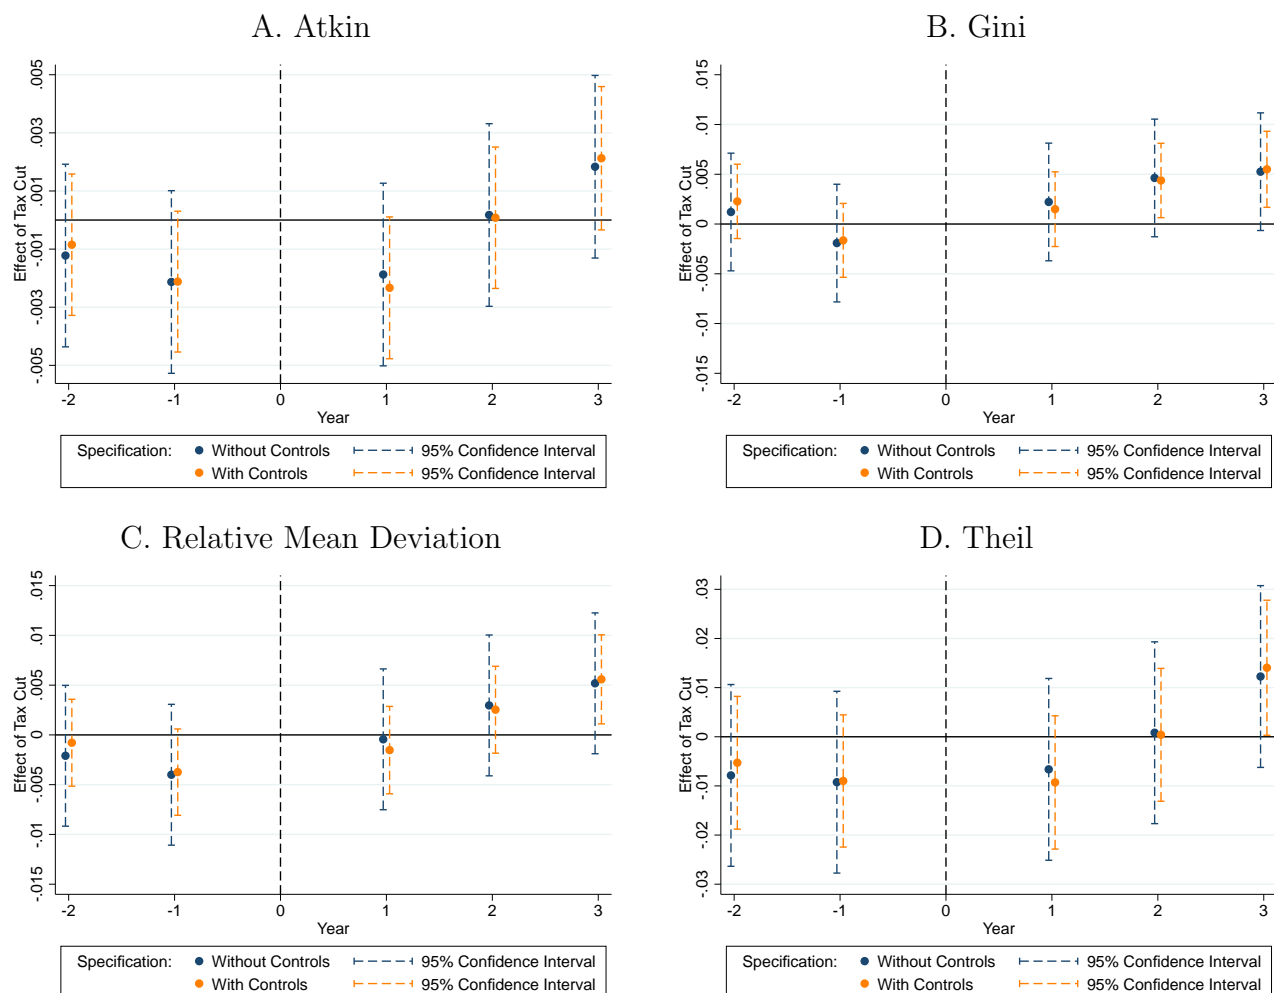 A. Atkin
Effect of Tax Cut
.005
.003
.001
-.001
-.003
-.005
-2 -1 0 1 2 3
Year
Specification: Without Controls 95% Confidence Interval
With Controls 95% Confidence Interval
B. Gini
Effect of Tax Cut
.015
.01
.005
0
-.005
-.01
-.015
-2 -1 0 1 2 3
Year
Specification: Without Controls 95% Confidence Interval
With Controls 95% Confidence Interval
C. Relative Mean Deviation
Effect of Tax Cut
.015
.01
.005
0
-.005
-.01
-.015
-2 -1 0 1 2 3
Year
Specification: Without Controls 95% Confidence Interval
With Controls 95% Confidence Interval
D. Theil
Effect of Tax Cut
.03
.02
.01
0
-.01
-.02
-.03
-2 -1 0 1 2 3
Year
Specification: Without Controls 95% Confidence Interval
With Controls 95% Confidence Interval